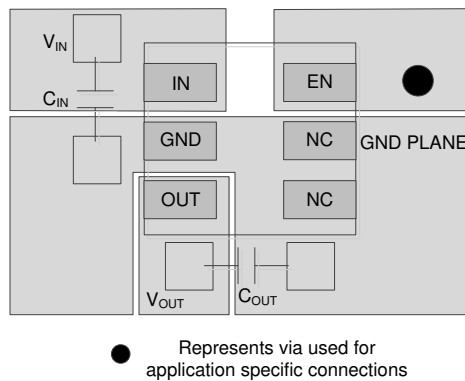 VIN
IN
EN
CIN
GND
NC
GND PLANE
OUT
NC
VOUT
COUT
Represents via used for
application specific connections